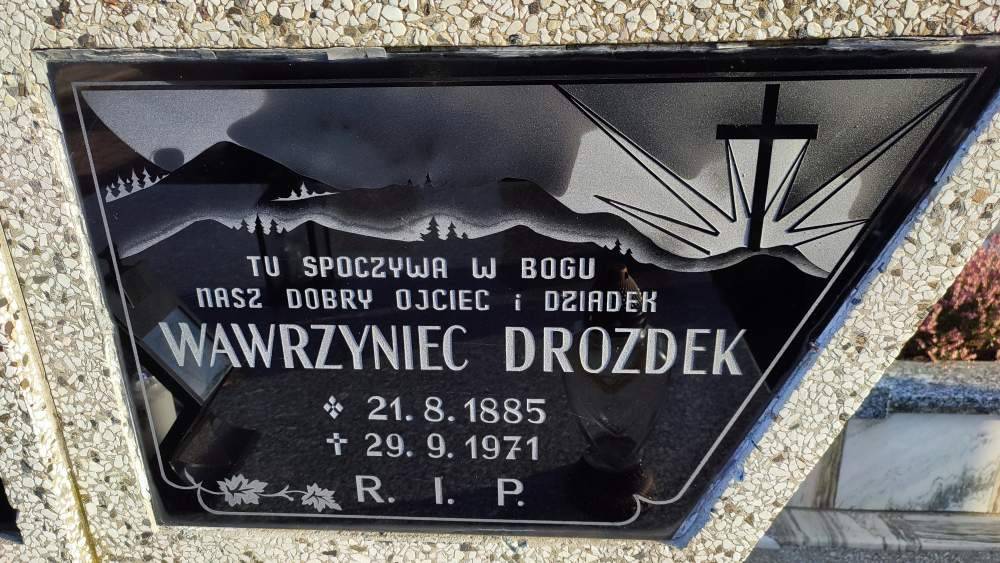 TU SPOCZYWA W BOGU
NASZ DOBRY OJCIEC i DZIADEK
WAWRZYNIEC DROZDEK
21. 8. 1885
✝ 29. 9. 1971
R. I. P.